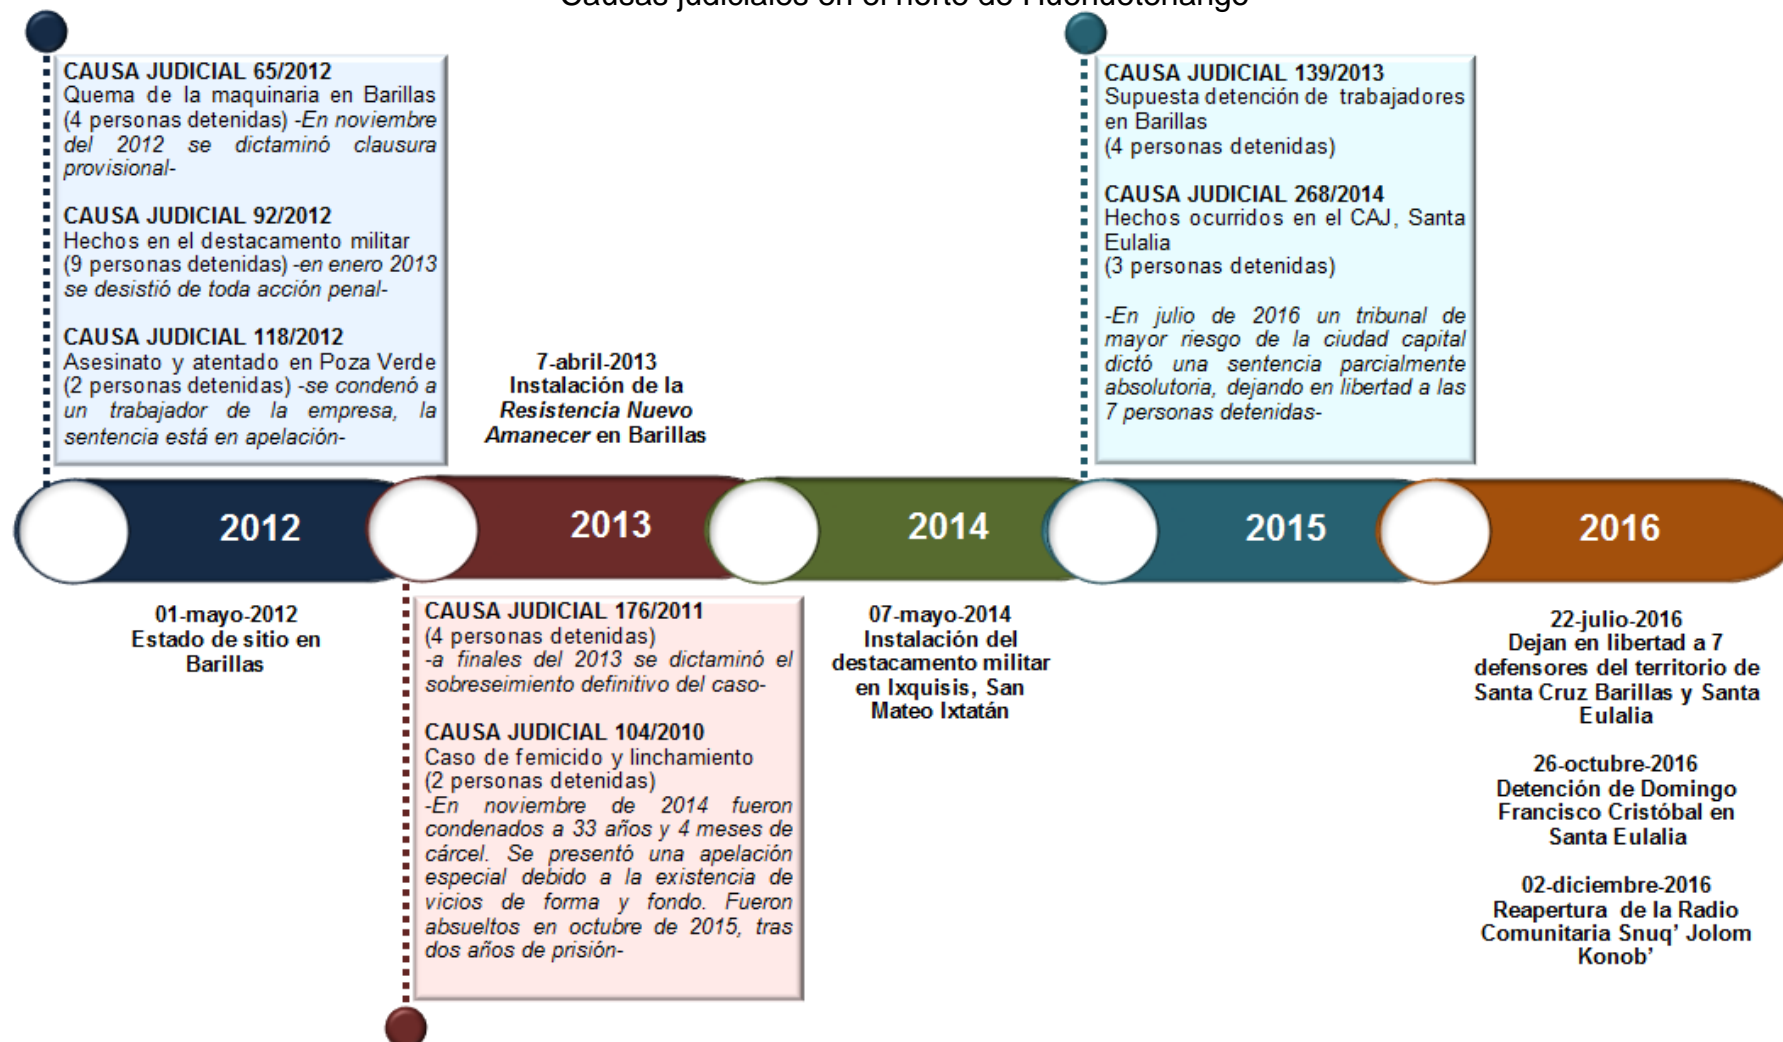 Causas judiciales en el norte de Huehuetenango
CAUSA JUDICIAL 65/2012
Quema de la maquinaria en Barillas
(4 personas detenidas) -En noviembre
del 2012 se dictaminó clausura
provisional-
CAUSA JUDICIAL 92/2012
Hechos en el destacamento militar
(9 personas detenidas) -en enero 2013
se desistió de toda acción penal-
CAUSA JUDICIAL 118/2012
Asesinato y atentado en Poza Verde
(2 personas detenidas) -se condenó a
un trabajador de la empresa, la
sentencia está en apelación-
7-abril-2013
Instalación de la
Resistencia Nuevo
Amanecer en Barillas
CAUSA JUDICIAL 139/2013
Supuesta detención de trabajadores
en Barillas
(4 personas detenidas)
CAUSA JUDICIAL 268/2014
Hechos ocurridos en el CAJ, Santa
Eulalia
(3 personas detenidas)
-En julio de 2016 un tribunal de
mayor riesgo de la ciudad capital
dictó una sentencia parcialmente
absolutoria, dejando en libertad a las
7 personas detenidas-
2012
2013
2014
2015
2016
01-mayo-2012
Estado de sitio en
Barillas
CAUSA JUDICIAL 176/2011
(4 personas detenidas)
-a finales del 2013 se dictaminó el
sobreseimiento definitivo del caso-
CAUSA JUDICIAL 104/2010
Caso de femicido y linchamiento
(2 personas detenidas)
-En noviembre de 2014 fueron
condenados a 33 años y 4 meses de
cárcel. Se presentó una apelación
especial debido a la existencia de
vicios de forma y fondo. Fueron
absueltos en octubre de 2015, tras
dos años de prisión-
07-mayo-2014
Instalación del
destacamento militar
en Ixquisis, San
Mateo Ixtatán
22-julio-2016
Dejan en libertad a 7
defensores del territorio de
Santa Cruz Barillas y Santa
Eulalia
26-octubre-2016
Detención de Domingo
Francisco Cristóbal en
Santa Eulalia
02-diciembre-2016
Reapertura de la Radio
Comunitaria Snuq’ Jolom
Konob’